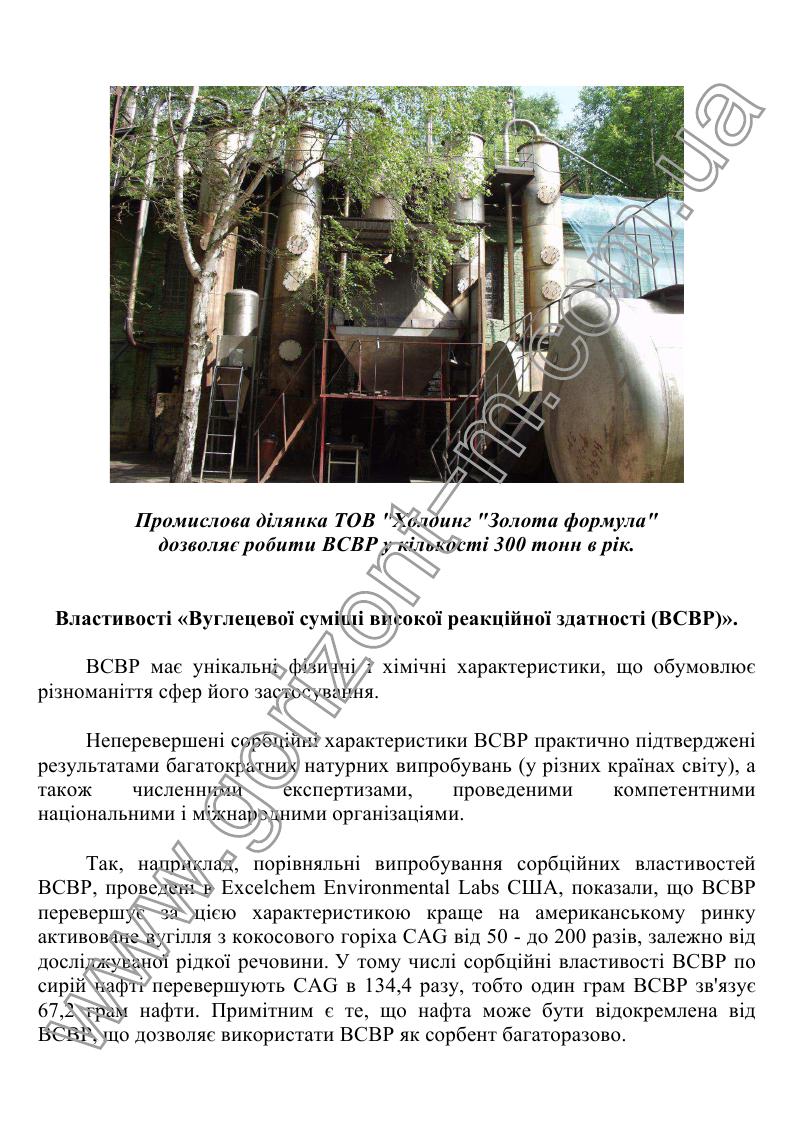 Промислова ділянка ТОВ "Холдинг "Золота формула"
дозволяє робити ВСВР у кількості 300 тонн в рік.
Властивості «Вуглецевої суміші високої реакційної здатності (ВСВР)».
ВСВР має унікальні фізичні і хімічні характеристики, що обумовлює
різноманіття сфер його застосування.
Неперевершені сорбційні характеристики ВСВР практично підтверджені
результатами багатократних натурних випробувань (у різних країнах світу), а
також численними експертизами, проведеними компетентними
національними і міжнародними організаціями.
Так, наприклад, порівняльні випробування сорбційних властивостей
ВСВР, проведені в Excelchem Environmental Labs США, показали, що ВСВР
перевершує за цією характеристикою краще на американському ринку
активоване вугілля з кокосового горіха CAG від 50 - до 200 разів, залежно від
досліджуваної рідкої речовини. У тому числі сорбційні властивості ВСВР по
сирій нафті перевершують CAG в 134,4 разу, тобто один грам ВСВР зв'язує
67,2 грам нафти. Примітним є те, що нафта може бути відокремлена від
ВСВР, що дозволяє використати ВСВР як сорбент багаторазово.
www.gorizont-m.com.ua